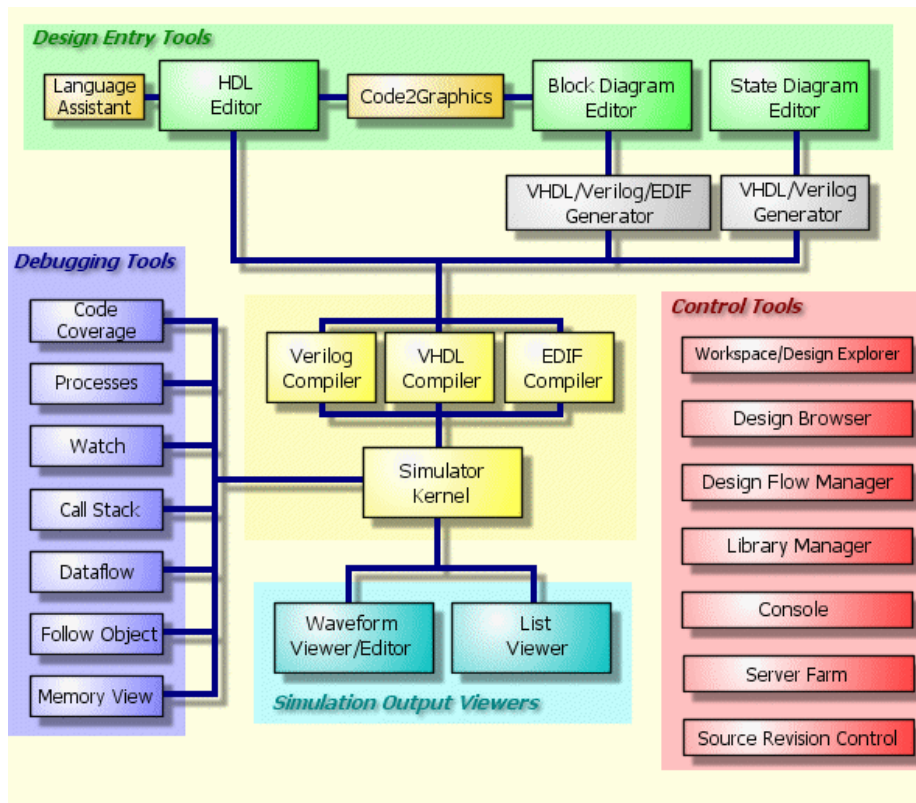 Design Entry Tools
Language
Assistant
HDL
Editor
Code2Graphics
Block Diagram
Editor
State Diagram
Editor
VHDL/Verilog/EDIF
Generator
VHDL/Verilog
Generator
Debugging Tools
Code
Coverage
Processes
Watch
Call Stack
Dataflow
Follow Object
Memory View
Verilog
Compiler
VHDL
Compiler
EDIF
Compiler
Simulator
Kernel
Waveform
Viewer/Editor
List
Viewer
Simulation Output Viewers
Control Tools
Workspace/Design Explorer
Design Browser
Design Flow Manager
Library Manager
Console
Server Farm
Source Revision Control